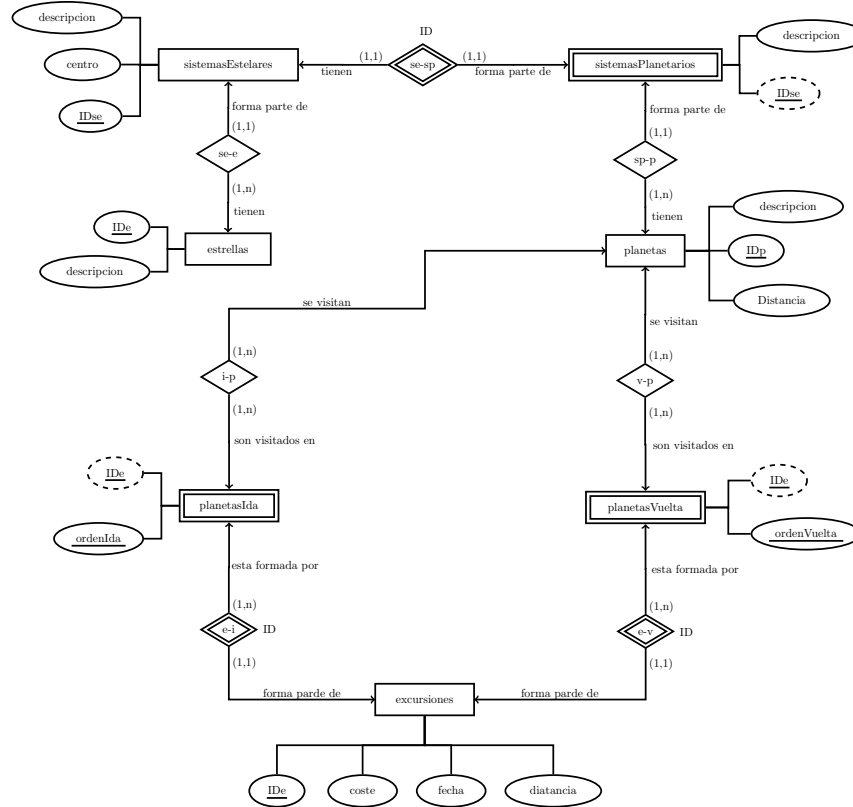 descripcion
ID
sistemasEstelares
(1,1)
tienen
se-sp
(1,1)
forma parte de
sistemasPlanetarios
descripcion
centro
IDse
IDse
forma parte de
(1,1)
se-e
(1,n)
tienen
forma parte de
(1,1)
sp-p
(1,n)
tienen
IDe
estrellas
descripcion
planetas
descripcion
IDp
Distancia
se visitan
(1,n)
i-p
(1,n)
son visitados en
se visitan
(1,n)
v-p
(1,n)
son visitados en
IDe
planetasIda
ordenIda
planetasVuelta
IDe
ordenVuelta
esta formada por
(1,n)
e-i
ID
(1,1)
forma parde de
esta formada por
(1,n)
e-v
ID
(1,1)
forma parde de
excursiones
IDe
coste
fecha
diatancia